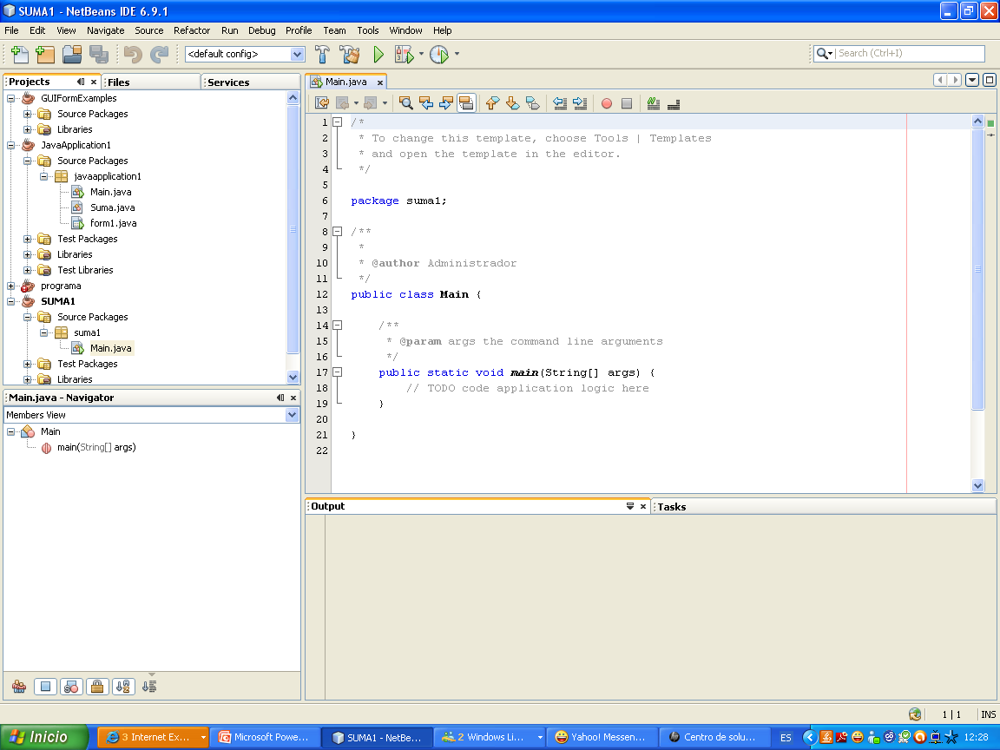 SUMA1 - NetBeans IDE 6.9.1
File Edit View Navigate Source Refactor Run Debug Profile Team Tools Window Help
<default config>
Search (Ctrl+I)
Projects Files Services
GUIFormExamples
Source Packages
Libraries
JavaApplication1
Source Packages
javaapplication1
Main.java
Suma.java
form1.java
Test Packages
Libraries
Test Libraries
programa
SUMA1
Source Packages
suma1
Main.java
Test Packages
Libraries
Main.java - Navigator
Members View
Main
main(String[] args)
Main.java
1 /*
2 * To change this template, choose Tools | Templates
3 * and open the template in the editor.
4 */
5
6 package suma1;
7
8 /**
9 *
10 * @author Administrador
11 */
12 public class Main {
13
14 /**
15 * @param args the command line arguments
16 */
17 public static void main(String[] args) {
18 // TODO code application logic here
19 }
20
21 }
22
Output Tasks
1 | 1 INS
Inicio 3 Internet Ex... Microsoft Powe... SUMA1 - NetBe... 2 Windows Li... Yahoo! Messen... Centro de solu... ES 12:28